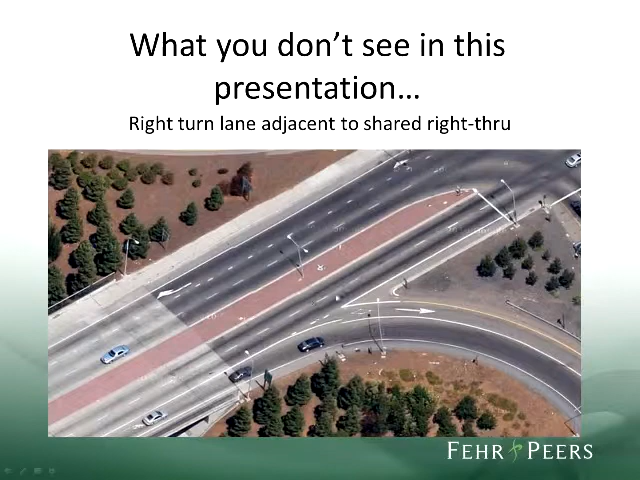 What you don't see in this
presentation…
Right turn lane adjacent to shared right-thru
FEHR PEERS